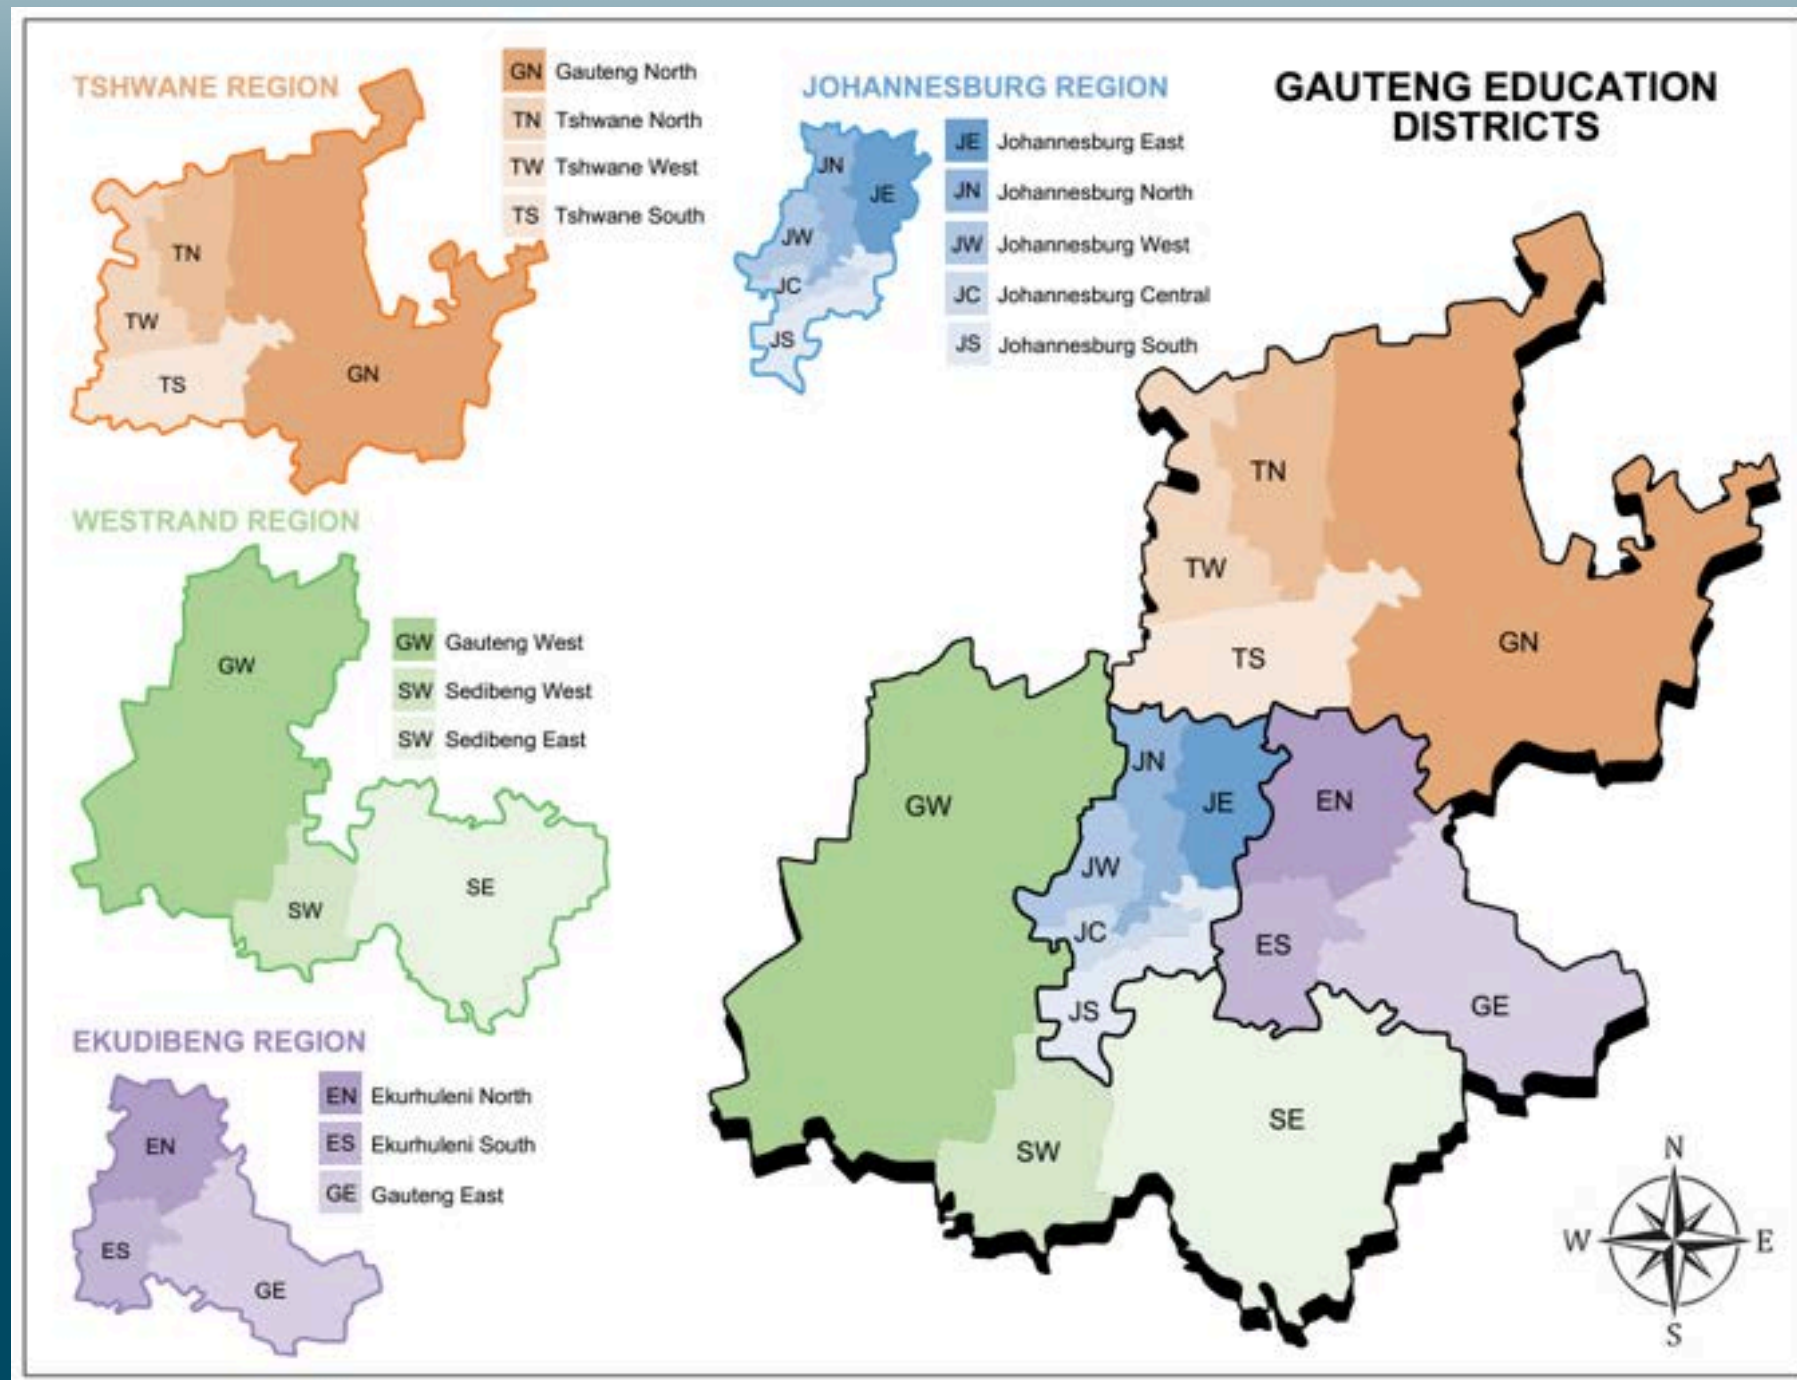 GAUTENG EDUCATION
DISTRICTS
TSHWANE REGION
GN Gauteng North
TN Tshwane North
TW Tshwane West
TS Tshwane South
TN
TW
TS
GN
JOHANNESBURG REGION
JE Johannesburg East
JN Johannesburg North
JW Johannesburg West
JC Johannesburg Central
JS Johannesburg South
JN
JE
JW
JC
JS
WESTRAND REGION
GW Gauteng West
SW Sedibeng West
SW Sedibeng East
GW
SW
SE
EKUDIBENG REGION
EN Ekurhuleni North
ES Ekurhuleni South
GE Gauteng East
EN
ES
GE
TN
TW
TS
GN
GW
JN
JE
EN
JW
JC
ES
JS
GE
SW
SE
N
W
E
S